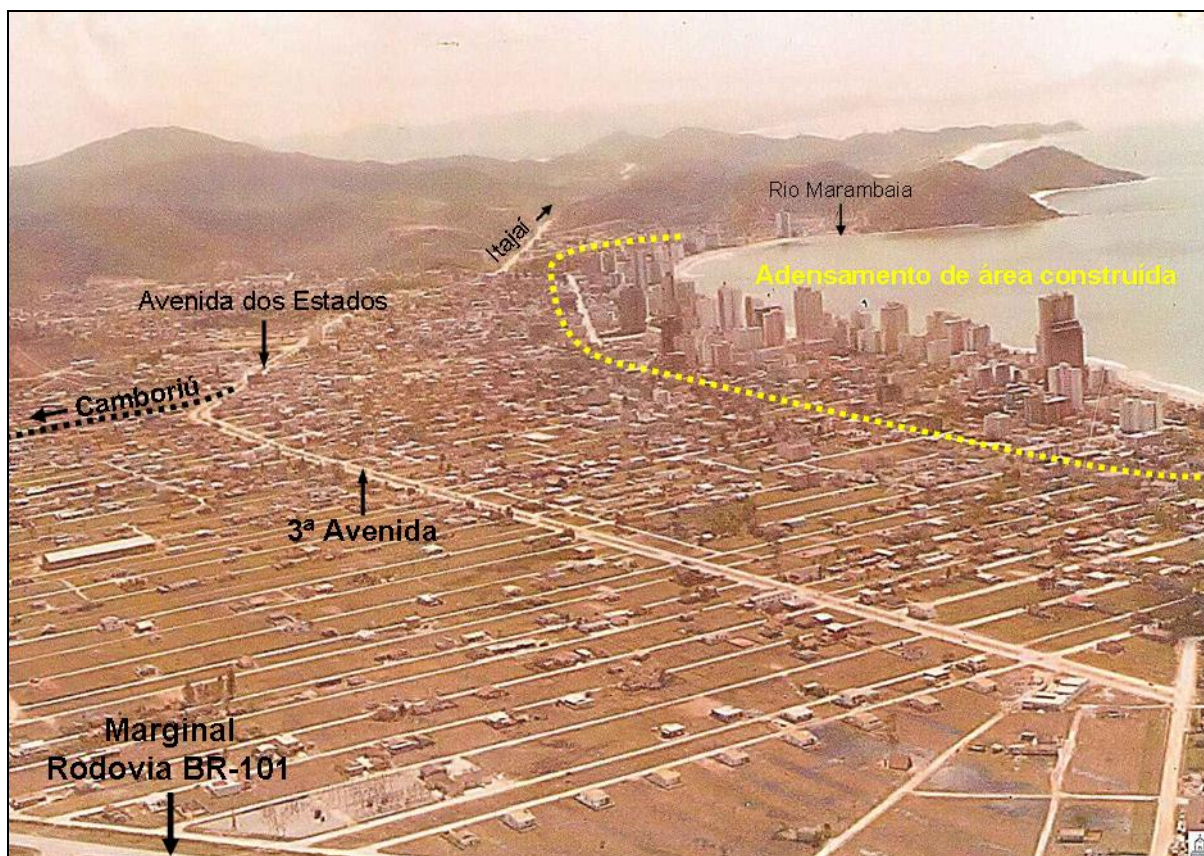 Rio Marambaia
Itajaí
Adensamento de área construída
Avenida dos Estados
Camboriú
3ª Avenida
Marginal
Rodovia BR-101